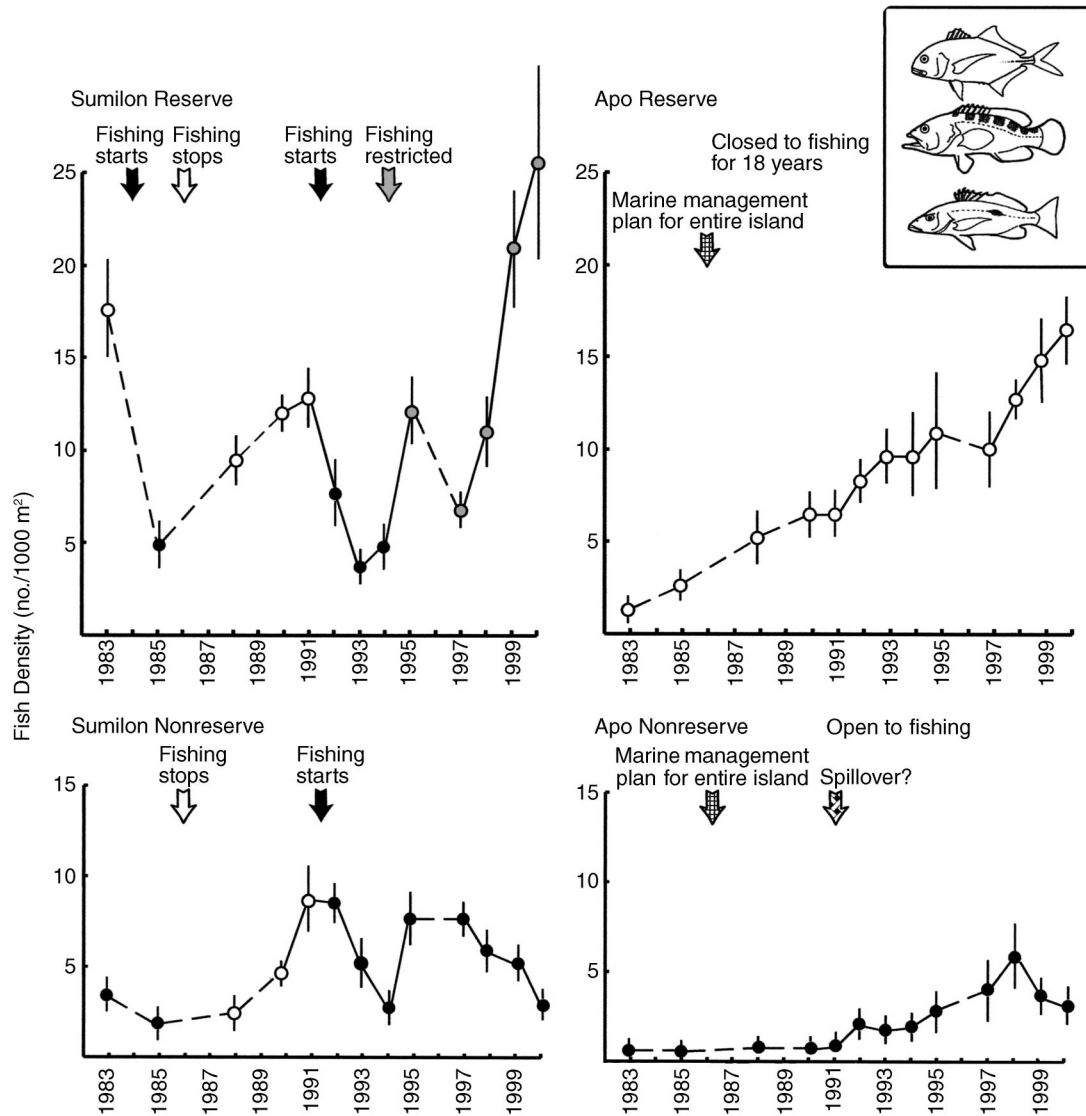 Sumilon Reserve
Fishing
starts
Fishing
stops
Fishing
starts
Fishing
restricted
25
20
15
10
5
1983
1985
1987
1989
1991
1993
1995
1997
19999
Apo Reserve
Closed to fishing
for 18 years
Marine management
plan for entire island
25
20
15
10
5
1983
1985
1987
1989
1991
1993
1995
1997
1999
Fish Density (no./1000 m²)
Sumilon Nonreserve
Fishing
stops
Fishing
starts
15
10
5
1983
1985
1987
1989
1991
1993
1995
1997
1999
Apo Nonreserve
Open to fishing
Marine management
plan for entire island
Spillover?
15
10
5
1983
1985
1987
1989
1991
1993
1995
1997
1999